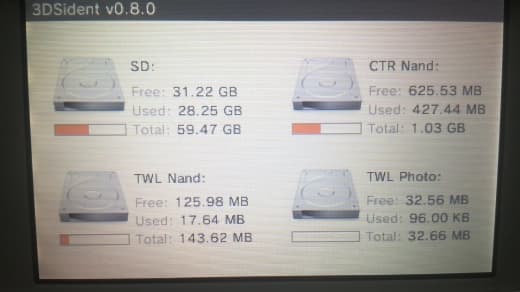 3DSident v0.8.0
SD:
Free: 31.22 GB
Used: 28.25 GB
Total: 59.47 GB
CTR Nand:
Free: 625.53 MB
Used: 427.44 MB
Total: 1.03 GB
TWL Nand:
Free: 125.98 MB
Used: 17.64 MB
Total: 143.62 MB
TWL Photo:
Free: 32.56 MB
Used: 96.00 KB
Total: 32.66 MB